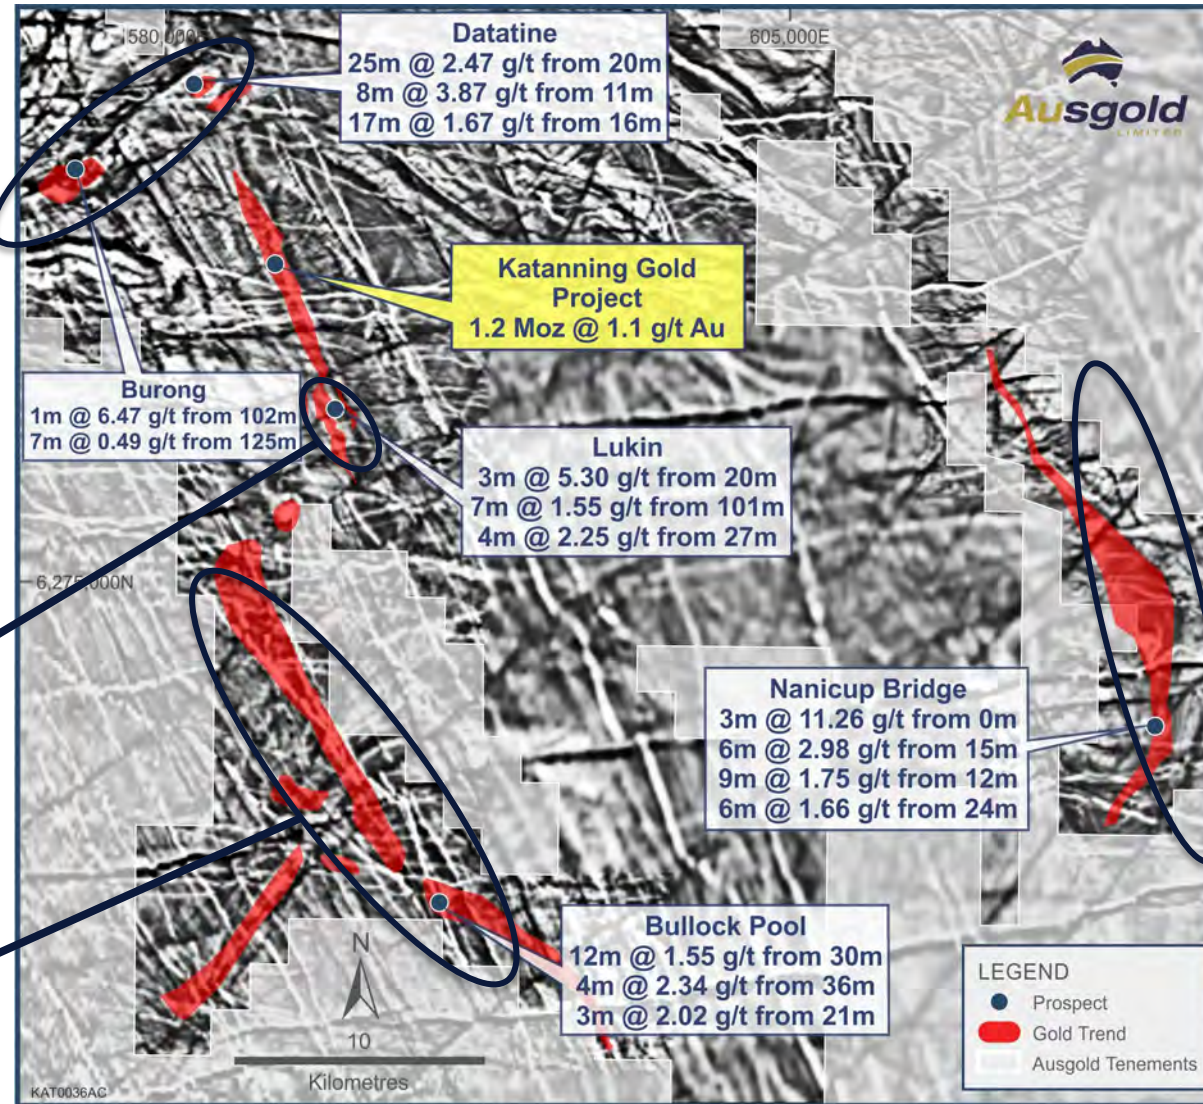 580,000E
605,000E
Datatine
25m @ 2.47 g/t from 20m
8m @ 3.87 g/t from 11m
17m @ 1.67 g/t from 16m
Ausgold
LIMITED
Katanning Gold
Project
1.2 Moz @ 1.1 g/t Au
Burong
1m @ 6.47 g/t from 102m
7m @ 0.49 g/t from 125m
Lukin
3m @ 5.30 g/t from 20m
7m @ 1.55 g/t from 101m
4m @ 2.25 g/t from 27m
6,275,000N
Nanicup Bridge
3m @ 11.26 g/t from 0m
6m @ 2.98 g/t from 15m
9m @ 1.75 g/t from 12m
6m @ 1.66 g/t from 24m
Bullock Pool
12m @ 1.55 g/t from 30m
4m @ 2.34 g/t from 36m
3m @ 2.02 g/t from 21m
N
10
Kilometres
LEGEND
Prospect
Gold Trend
Ausgold Tenements
KAT0036AC